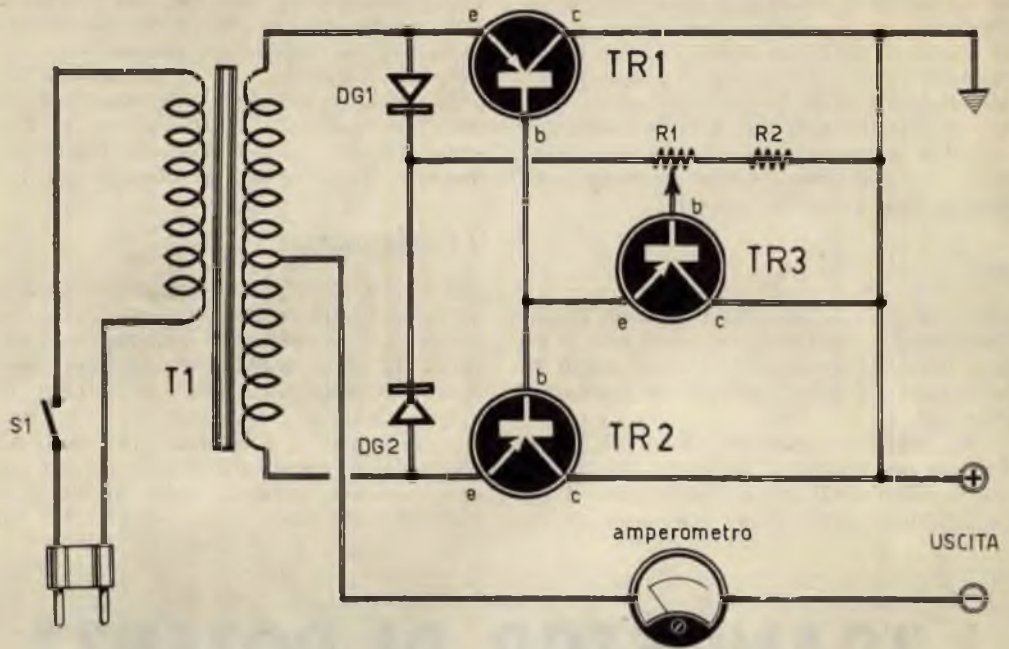 e
c
TR1
DG1
b
R1
R2
b
TR3
e
c
T1
b
S1
DG2
TR2
e
c
+
amperometro
USCITA
-